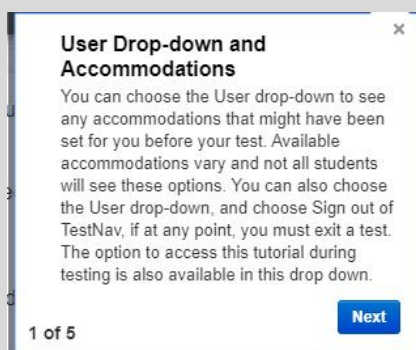 ×
User Drop-down and
Accommodations
You can choose the User drop-down to see
any accommodations that might have been
set for you before your test. Available
accommodations vary and not all students
will see these options. You can also choose
the User drop-down, and choose Sign out of
TestNav, if at any point, you must exit a test.
The option to access this tutorial during
testing is also available in this drop down.
Next
1 of 5